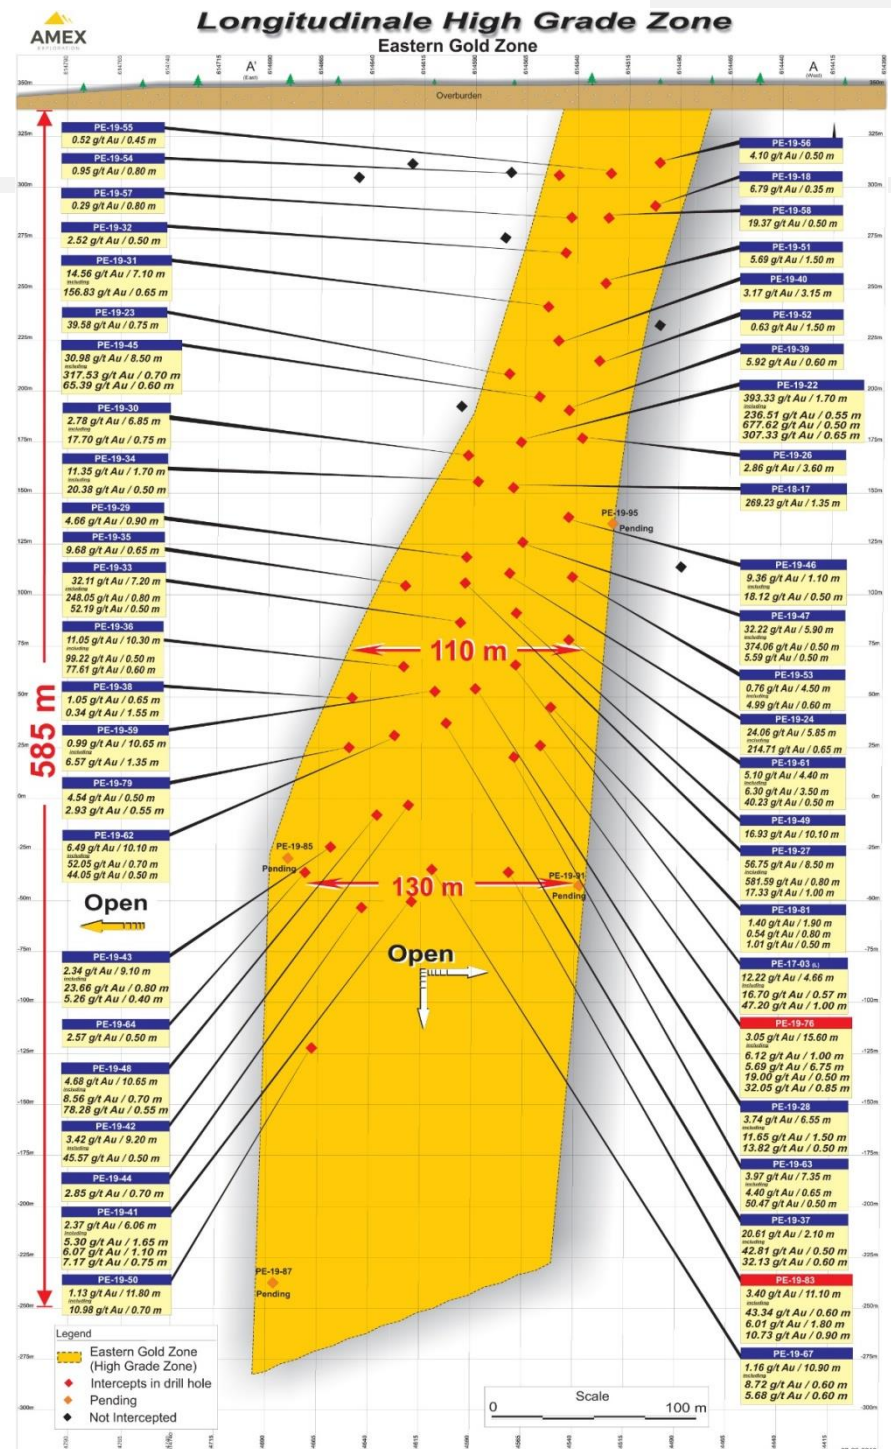 AMEX
EXPLORATION
Longitudinale High Grade Zone
Eastern Gold Zone
A'
(East)
A
(West)
Overburden
PE-19-55
0.52 g/t Au / 0.45 m
PE-19-54
0.95 g/t Au / 0.80 m
PE-19-57
0.29 g/t Au / 0.80 m
PE-19-32
2.52 g/t Au / 0.50 m
PE-19-31
14.56 g/t Au / 7.10 m
including
156.83 g/t Au / 0.65 m
PE-19-23
39.58 g/t Au / 0.75 m
PE-19-45
30.98 g/t Au / 8.50 m
including
317.53 g/t Au / 0.70 m
65.39 g/t Au / 0.60 m
PE-19-30
2.78 g/t Au / 6.85 m
including
17.70 g/t Au / 0.75 m
PE-19-34
11.35 g/t Au / 1.70 m
including
20.38 g/t Au / 0.50 m
PE-19-29
4.66 g/t Au / 0.90 m
PE-19-35
9.68 g/t Au / 0.65 m
PE-19-33
32.11 g/t Au / 7.20 m
including
248.05 g/t Au / 0.80 m
52.19 g/t Au / 0.50 m
PE-19-36
11.05 g/t Au / 10.30 m
including
99.22 g/t Au / 0.50 m
77.61 g/t Au / 0.60 m
PE-19-38
1.05 g/t Au / 0.65 m
0.34 g/t Au / 1.55 m
PE-19-59
0.99 g/t Au / 10.65 m
including
6.57 g/t Au / 1.35 m
PE-19-79
4.54 g/t Au / 0.50 m
2.93 g/t Au / 0.55 m
PE-19-62
6.49 g/t Au / 10.10 m
including
52.05 g/t Au / 0.70 m
44.05 g/t Au / 0.50 m
Open
PE-19-43
2.34 g/t Au / 9.10 m
including
23.66 g/t Au / 0.80 m
5.26 g/t Au / 0.40 m
PE-19-64
2.57 g/t Au / 0.50 m
PE-19-48
4.68 g/t Au / 10.65 m
including
8.56 g/t Au / 0.70 m
78.28 g/t Au / 0.55 m
PE-19-42
3.42 g/t Au / 9.20 m
including
45.57 g/t Au / 0.50 m
PE-19-44
2.85 g/t Au / 0.70 m
PE-19-41
2.37 g/t Au / 6.06 m
including
5.30 g/t Au / 1.65 m
6.07 g/t Au / 1.10 m
7.17 g/t Au / 0.75 m
PE-19-50
1.13 g/t Au / 11.80 m
including
10.98 g/t Au / 0.70 m
585 m
PE-19-95
Pending
110 m
PE-19-85
Pending
130 m
PE-19-91
Pending
Open
PE-19-87
Pending
PE-19-56
4.10 g/t Au / 0.50 m
PE-19-18
6.79 g/t Au / 0.35 m
PE-19-58
19.37 g/t Au / 0.50 m
PE-19-51
5.69 g/t Au / 1.50 m
PE-19-40
3.17 g/t Au / 3.15 m
PE-19-52
0.63 g/t Au / 1.50 m
PE-19-39
5.92 g/t Au / 0.60 m
PE-19-22
393.33 g/t Au / 1.70 m
including
236.51 g/t Au / 0.55 m
677.62 g/t Au / 0.50 m
307.33 g/t Au / 0.65 m
PE-19-26
2.86 g/t Au / 3.60 m
PE-18-17
269.23 g/t Au / 1.35 m
PE-19-46
9.36 g/t Au / 1.10 m
including
18.12 g/t Au / 0.50 m
PE-19-47
32.22 g/t Au / 5.90 m
including
374.06 g/t Au / 0.50 m
5.59 g/t Au / 0.50 m
PE-19-53
0.76 g/t Au / 4.50 m
including
4.99 g/t Au / 0.60 m
PE-19-24
24.06 g/t Au / 5.85 m
including
214.71 g/t Au / 0.65 m
PE-19-61
5.10 g/t Au / 4.40 m
including
6.30 g/t Au / 3.50 m
40.23 g/t Au / 0.50 m
PE-19-49
16.93 g/t Au / 10.10 m
PE-19-27
56.75 g/t Au / 8.50 m
including
581.59 g/t Au / 0.80 m
17.33 g/t Au / 1.00 m
PE-19-81
1.40 g/t Au / 1.90 m
0.54 g/t Au / 0.80 m
1.01 g/t Au / 0.50 m
PE-17-03 (L)
12.22 g/t Au / 4.66 m
including
16.70 g/t Au / 0.57 m
47.20 g/t Au / 1.00 m
PE-19-76
3.05 g/t Au / 15.60 m
including
6.12 g/t Au / 1.00 m
5.69 g/t Au / 6.75 m
19.00 g/t Au / 0.50 m
32.05 g/t Au / 0.85 m
PE-19-28
3.74 g/t Au / 6.55 m
including
11.65 g/t Au / 1.50 m
13.82 g/t Au / 0.50 m
PE-19-63
3.97 g/t Au / 7.35 m
including
4.40 g/t Au / 0.65 m
50.47 g/t Au / 0.50 m
PE-19-37
20.61 g/t Au / 2.10 m
including
42.81 g/t Au / 0.50 m
32.13 g/t Au / 0.60 m
PE-19-83
3.40 g/t Au / 11.10 m
including
43.34 g/t Au / 0.60 m
6.01 g/t Au / 1.80 m
10.73 g/t Au / 0.90 m
PE-19-67
1.16 g/t Au / 10.90 m
including
8.72 g/t Au / 0.60 m
5.68 g/t Au / 0.60 m
Legend
Eastern Gold Zone
(High Grade Zone)
Intercepts in drill hole
Pending
Not Intercepted
Scale
0 100 m